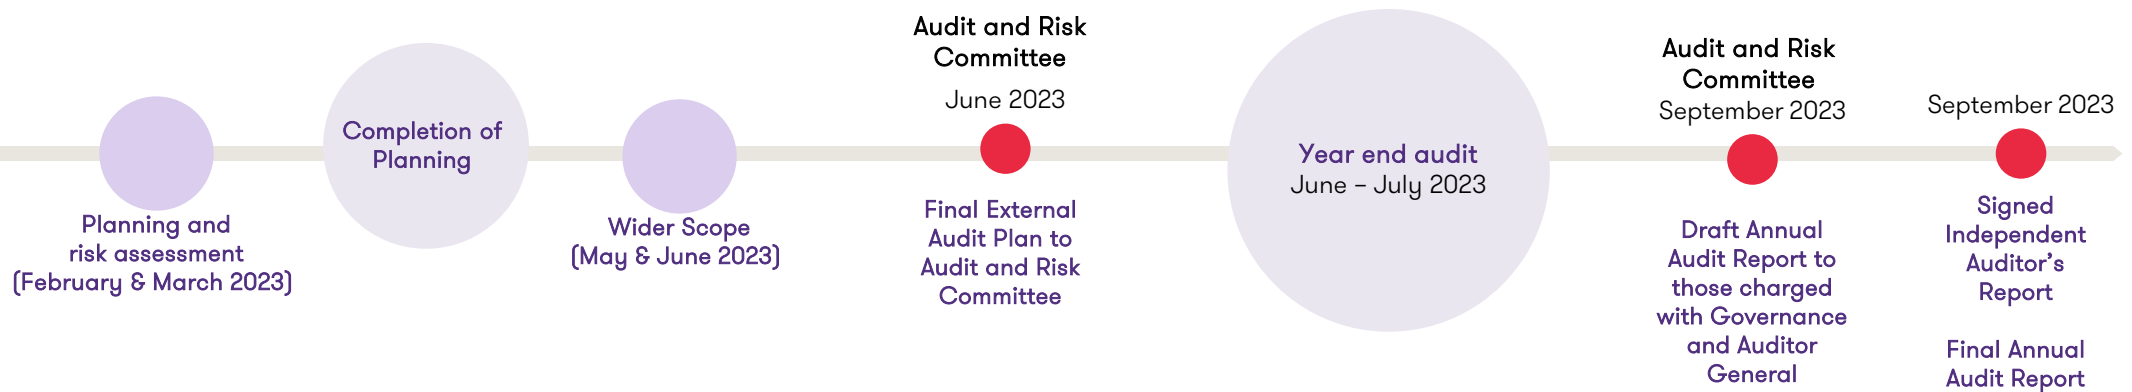 Planning and
risk assessment
(February & March 2023)
Completion of
Planning
Wider Scope
(May & June 2023)
Audit and Risk
Committee
June 2023
Final External
Audit Plan to
Audit and Risk
Committee
Year end audit
June – July 2023
Audit and Risk
Committee
September 2023
Draft Annual
Audit Report to
those charged
with Governance
and Auditor
General
September 2023
Signed
Independent
Auditor's
Report
Final Annual
Audit Report